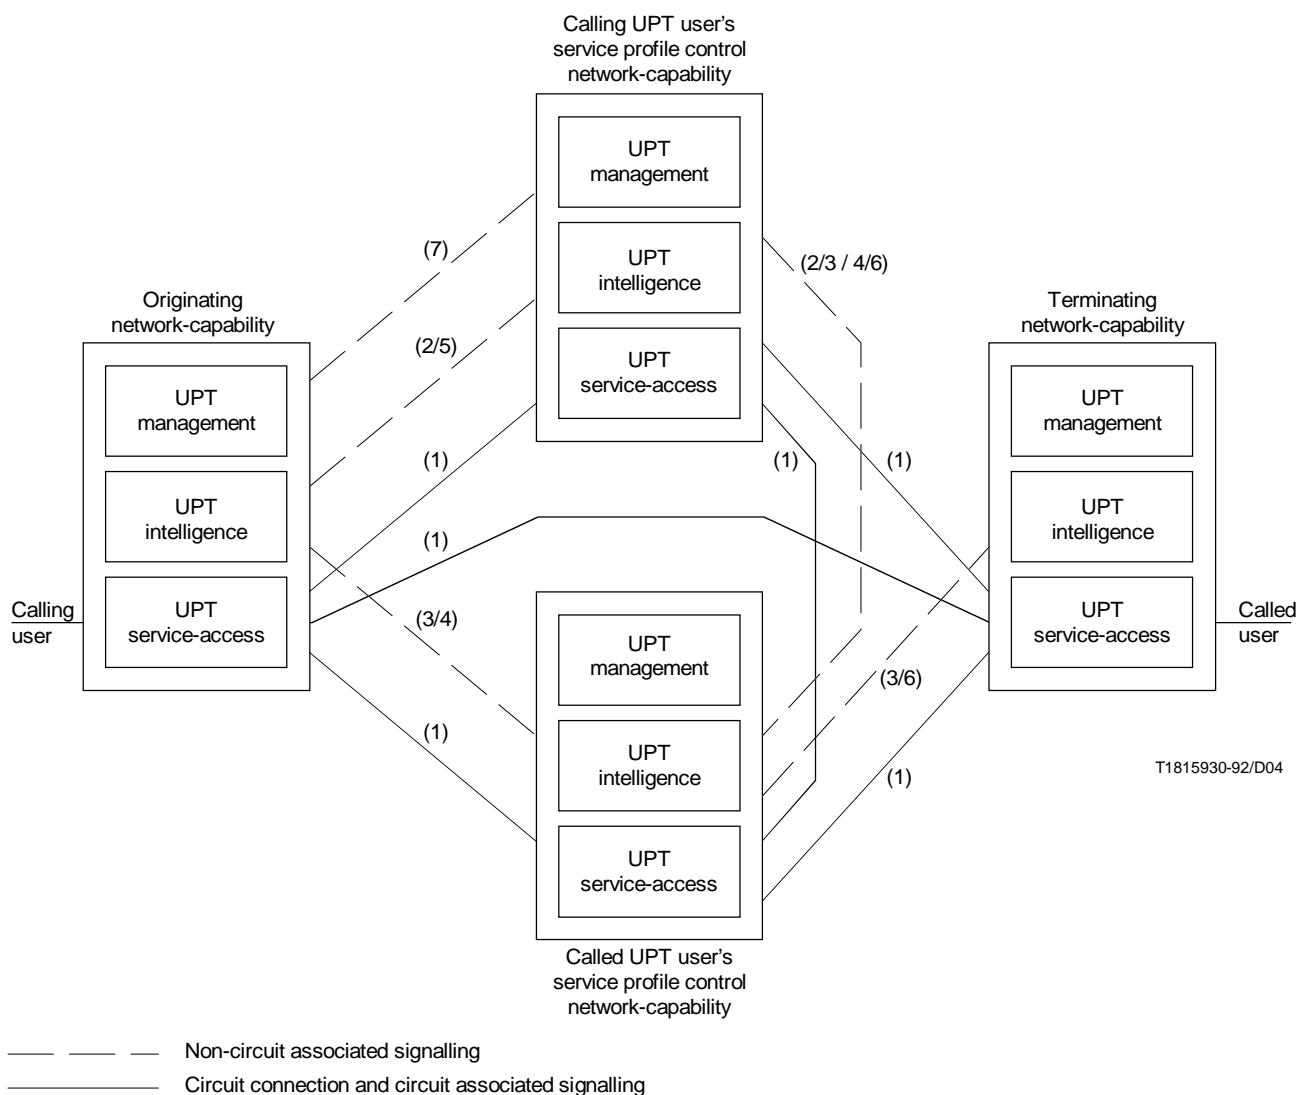 Calling UPT user's
service profile control
network-capability
UPT
management
UPT
intelligence
UPT
service-access
(7)
(2/5)
(1)
(2/3 / 4/6)
(1)
(1)
Originating
network-capability
UPT
management
UPT
intelligence
UPT
service-access
Calling
user
Terminating
network-capability
UPT
management
UPT
intelligence
UPT
service-access
Called
user
(1)
(3/4)
(1)
(3/6)
(1)
UPT
management
UPT
intelligence
UPT
service-access
Called UPT user's
service profile control
network-capability
T1815930-92/D04
Non-circuit associated signalling
Circuit connection and circuit associated signalling